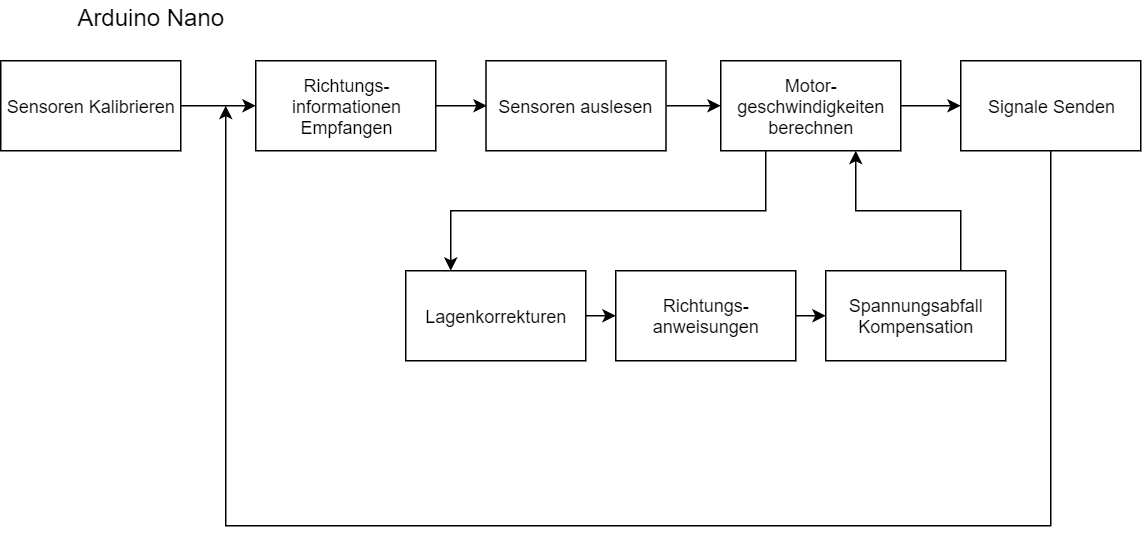 Arduino Nano
Sensoren Kalibrieren
Richtungs-
informationen
Empfangen
Sensoren auslesen
Motor-
geschwindigkeiten
berechnen
Signale Senden
Lagenkorrekturen
Richtungs-
anweisungen
Spannungsabfall
Kompensation